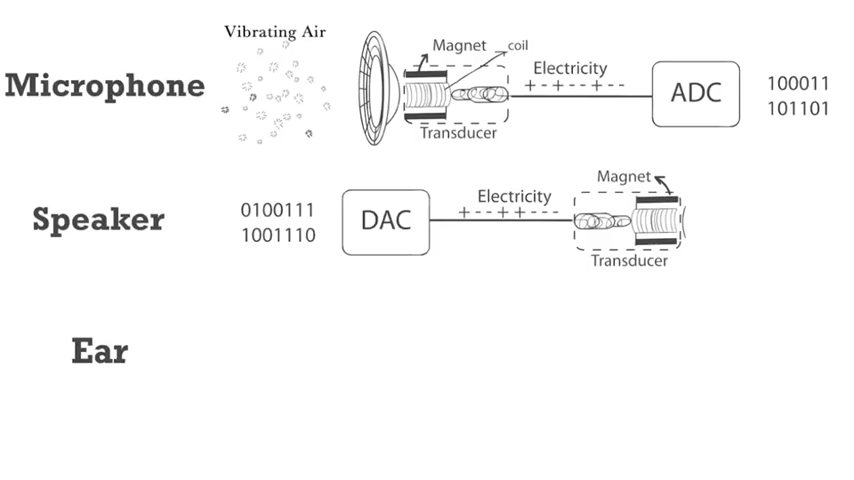 Vibrating Air
Microphone
Magnet
coil
Electricity
+ - + - - + - -
Transducer
ADC
100011
101101
Speaker
0100111
1001110
DAC
Electricity
+ - - + + - - -
Magnet
Transducer
Ear